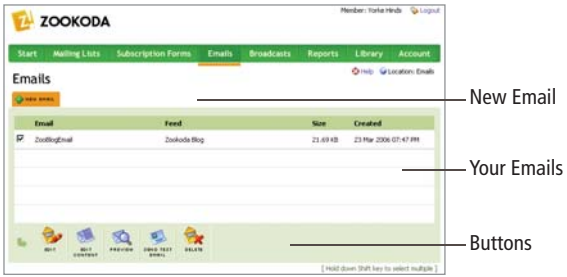 Member: Yorke Hinds Logout
ZOOKODA
Start Mailing Lists Subscription Forms Emails Broadcasts Reports Library Account
Help Location: Emails
Emails
NEW EMAIL
Email Feed Size Created
ZooBlogEmail Zookoda Blog 21.69 KB 23 Mar 2006 07:47 PM
EDIT EDIT CONTENT PREVIEW SEND TEST EMAIL DELETE
[ Hold down Shift key to select multiple ]
New Email
Your Emails
Buttons